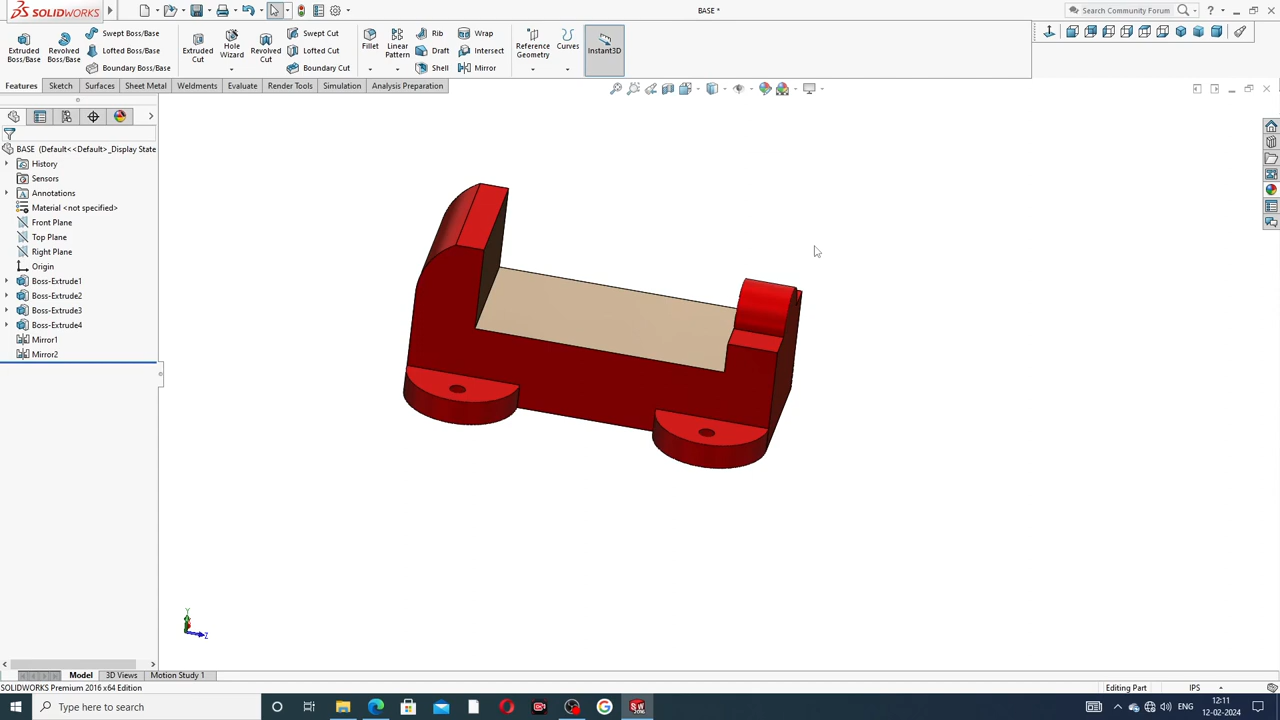 SOLIDWORKS
BASE *
Search Community Forum
Extruded Boss/Base
Revolved Boss/Base
Swept Boss/Base
Lofted Boss/Base
Boundary Boss/Base
Extruded Cut
Hole Wizard
Revolved Cut
Swept Cut
Lofted Cut
Boundary Cut
Fillet
Linear Pattern
Rib
Draft
Shell
Wrap
Intersect
Mirror
Reference Geometry
Curves
Instant3D
Features
Sketch
Surfaces
Sheet Metal
Weldments
Evaluate
Render Tools
Simulation
Analysis Preparation
BASE (Default<<Default>_Display State
History
Sensors
Annotations
Material <not specified>
Front Plane
Top Plane
Right Plane
Origin
Boss-Extrude1
Boss-Extrude2
Boss-Extrude3
Boss-Extrude4
Mirror1
Mirror2
Y
Z
Model
3D Views
Motion Study 1
SOLIDWORKS Premium 2016 x64 Edition
Editing Part
IPS
Type here to search
ENG
12:11
12-02-2024